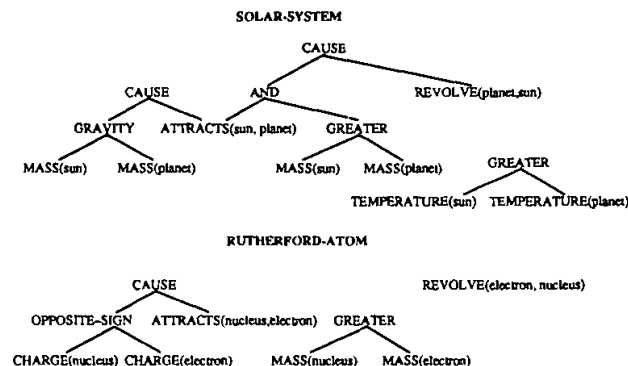 SOLAR-SYSTEM
CAUSE
CAUSE AND REVOLVE(planet,sun)
GRAVITY ATTRACTS(sun, planet) GREATER
MASS(sun) MASS(planet) MASS(sun) MASS(planet) GREATER
TEMPERATURE(sun) TEMPERATURE(planet)
RUTHERFORD-ATOM
CAUSE REVOLVE(electron, nucleus)
OPPOSITE-SIGN ATTRACTS(nucleus,electron) GREATER
CHARGE(nucleus) CHARGE(electron) MASS(nucleus) MASS(electron)